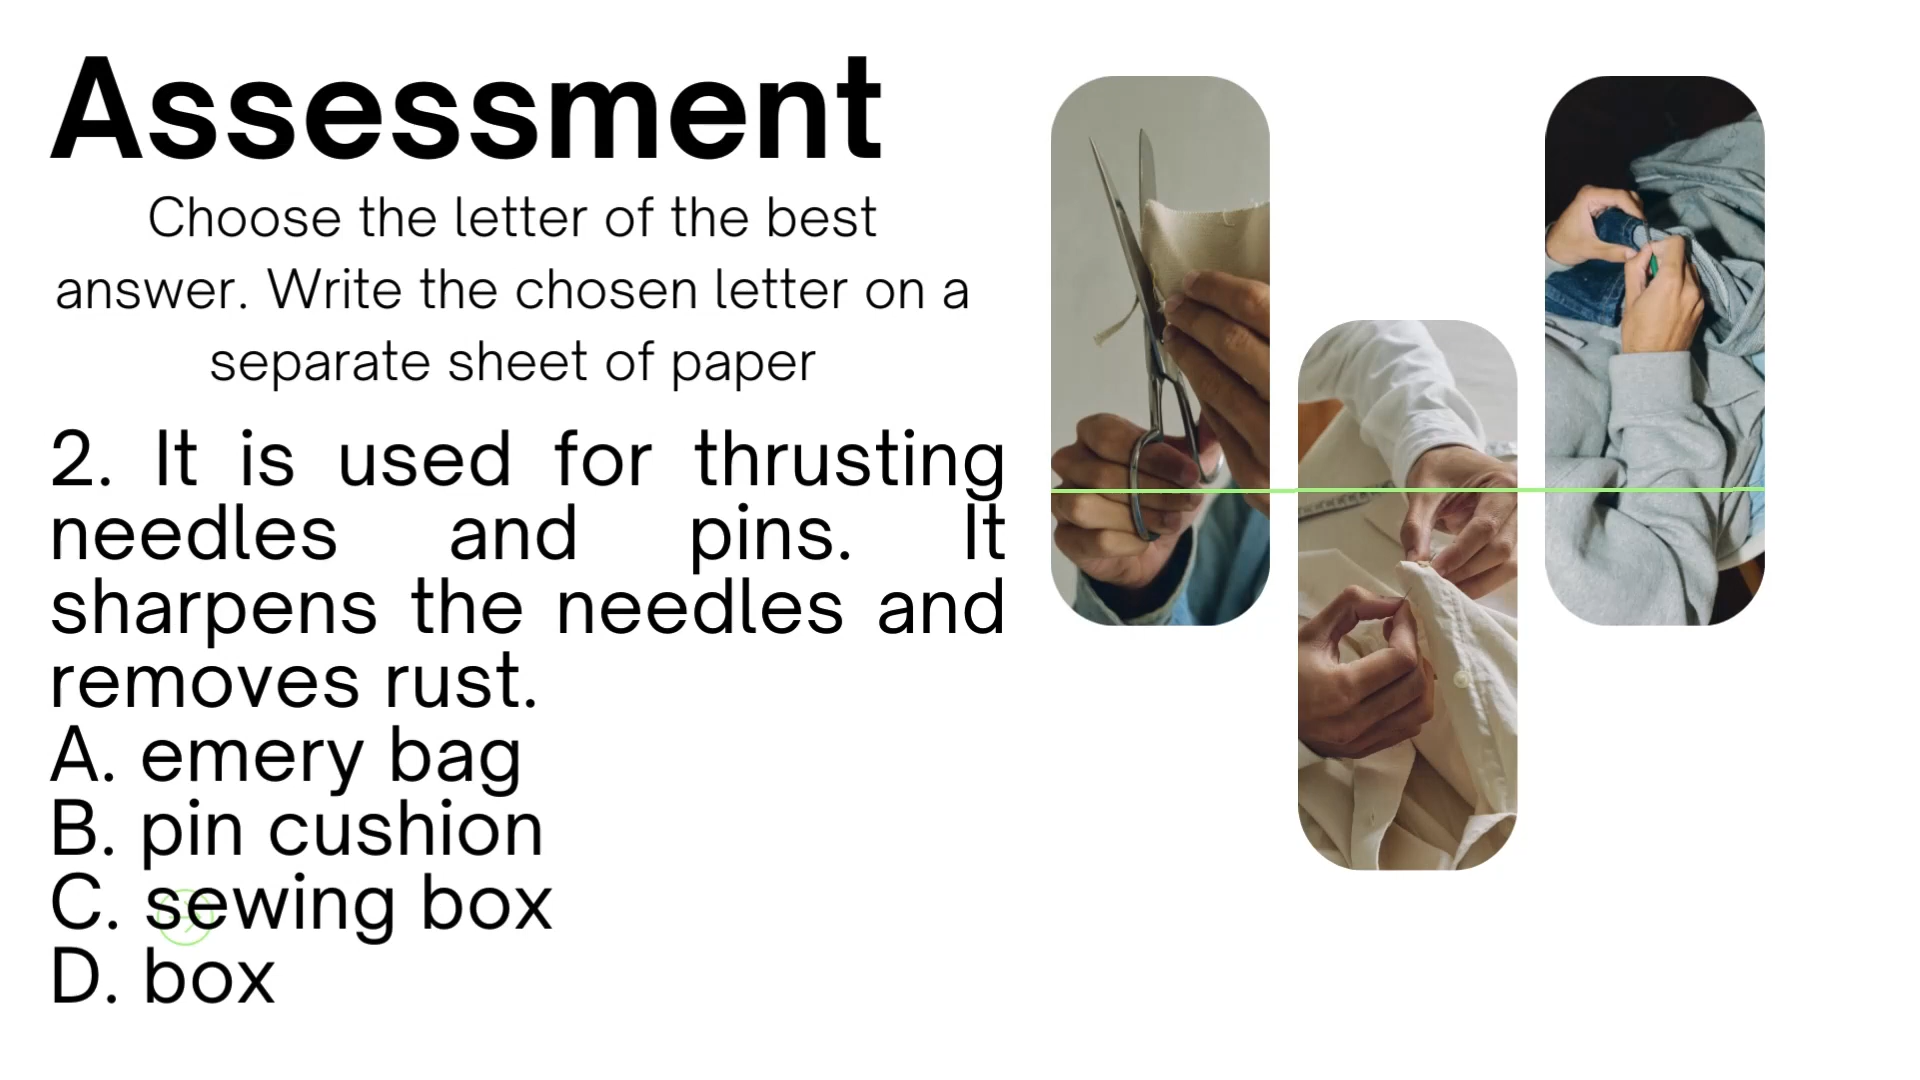 Assessment
Choose the letter of the best
answer. Write the chosen letter on a
separate sheet of paper
2. It is used for thrusting
needles and pins. It
sharpens the needles and
removes rust.
A. emery bag
B. pin cushion
C. sewing box
D. box